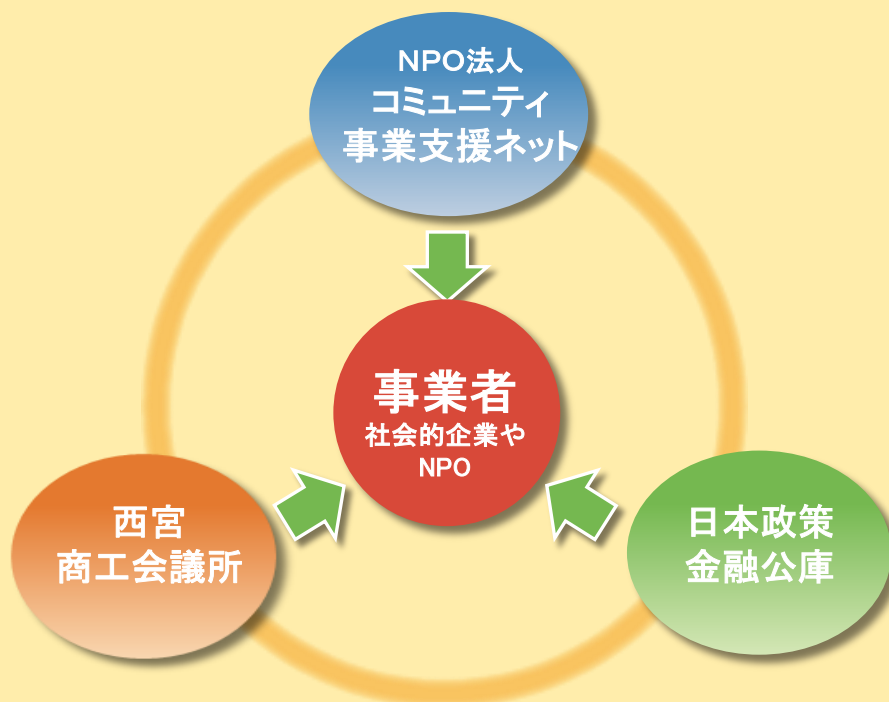 NPO法人
コミュニティ
事業支援ネット
事業者
社会的企業や
NPO
西宮
商工会議所
日本政策
金融公庫